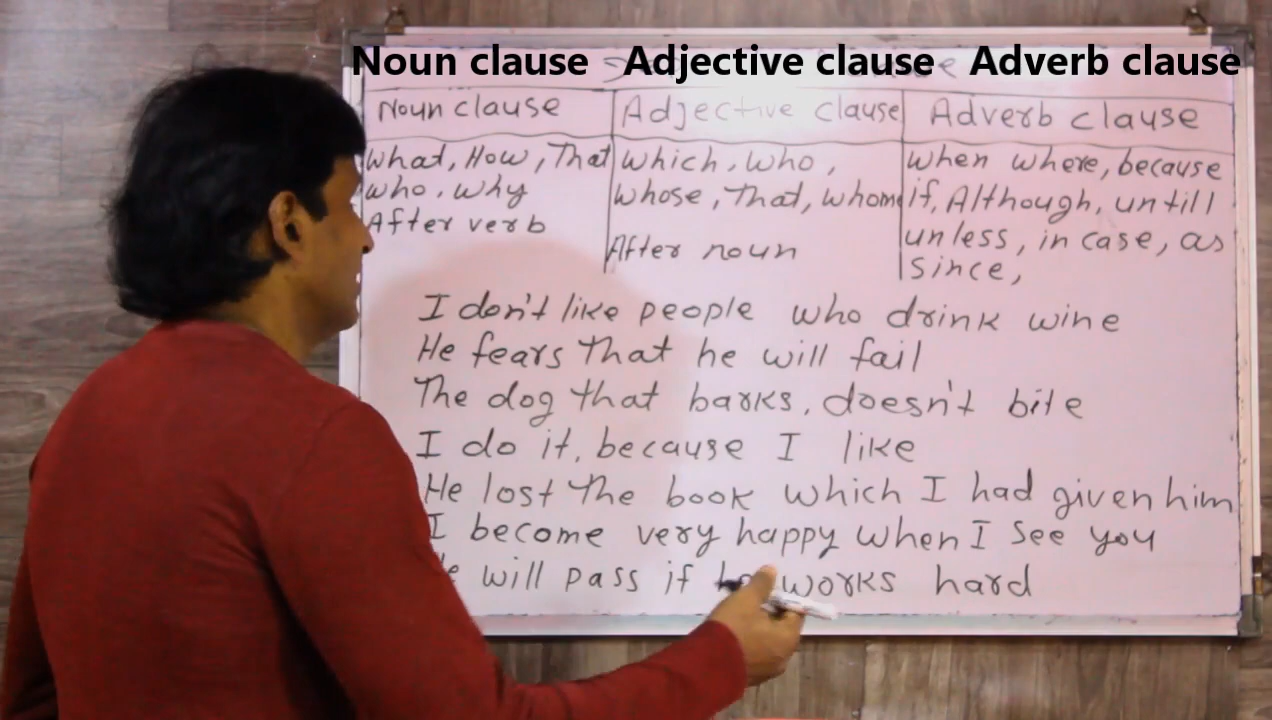 Noun clause Adjective clause Adverb clause
Noun clause Adjective clause Adverb clause
What, How, That which, who, when where, because
who, why whose, That, whom if, Although, untill
After verb After noun unless, in case, as
since,
I don't like people who drink wine
He fears that he will fail
The dog that barks, doesn't bite
I do it, because I like
He lost the book which I had given him
I become very happy when I see you
will pass if works hard